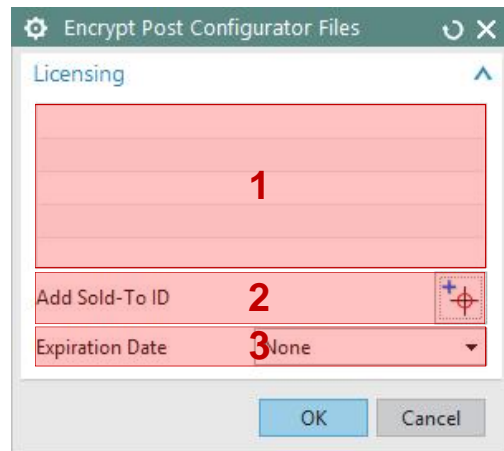 Encrypt Post Configurator Files
Licensing
1
Add Sold-To ID 2
Expiration Date 3 None
OK Cancel